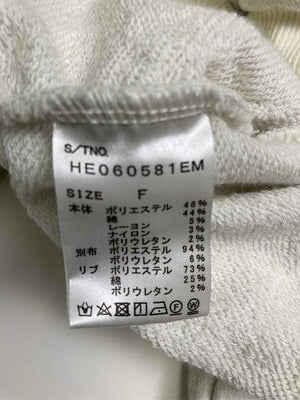 S/TNO.
HE060581EM
SIZE F
本体 ポリエステル 46%
綿 44%
レーヨン 5%
ナイロン 3%
ポリウレタン 2%
別布 ポリエステル 94%
ポリウレタン 6%
リブ ポリエステル 73%
綿 25%
ポリウレタン 2%